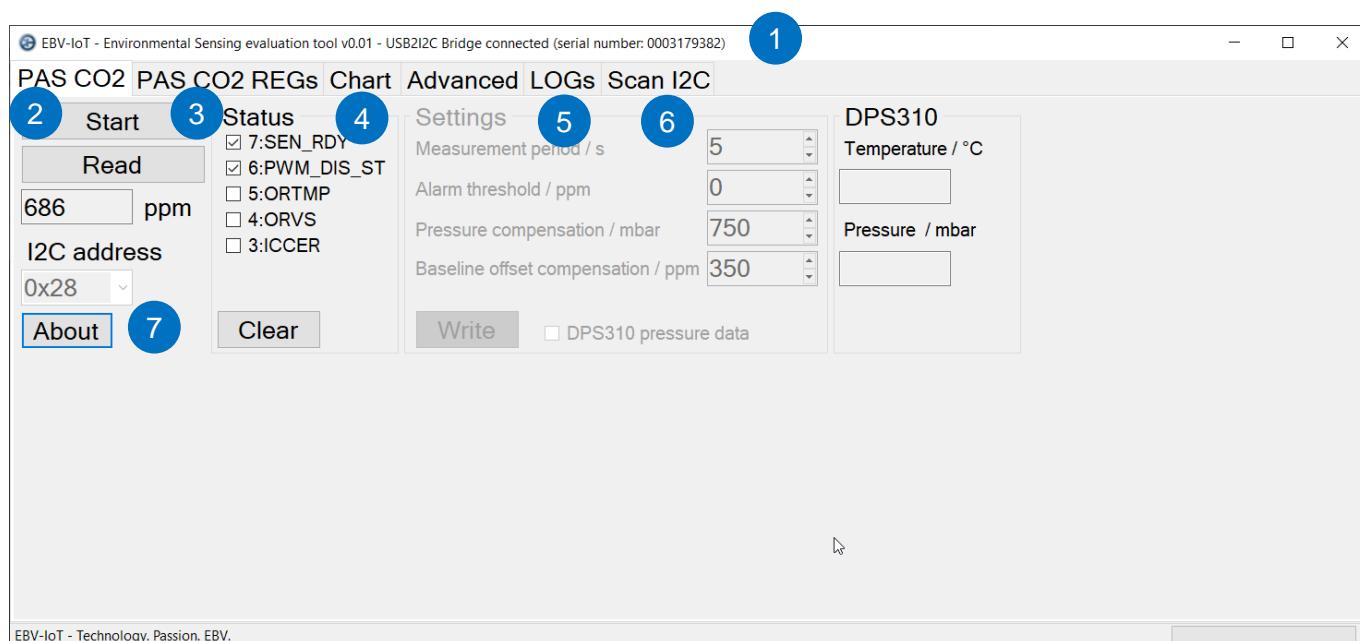 EBV-IoT - Environmental Sensing evaluation tool v0.01 - USB2I2C Bridge connected (serial number: 0003179382)
1
PAS CO2 PAS CO2 REGs Chart Advanced LOGs Scan I2C
2 3 4 5 6
Start
Read
686 ppm
I2C address
0x28
About 7
Status
7:SEN_RDY
6:PWM_DIS_ST
5:ORTMP
4:ORVS
3:ICCER
Clear
Settings
Measurement period / s 5
Alarm threshold / ppm 0
Pressure compensation / mbar 750
Baseline offset compensation / ppm 350
Write DPS310 pressure data
DPS310
Temperature / °C
Pressure / mbar
EBV-IoT - Technology. Passion. EBV.